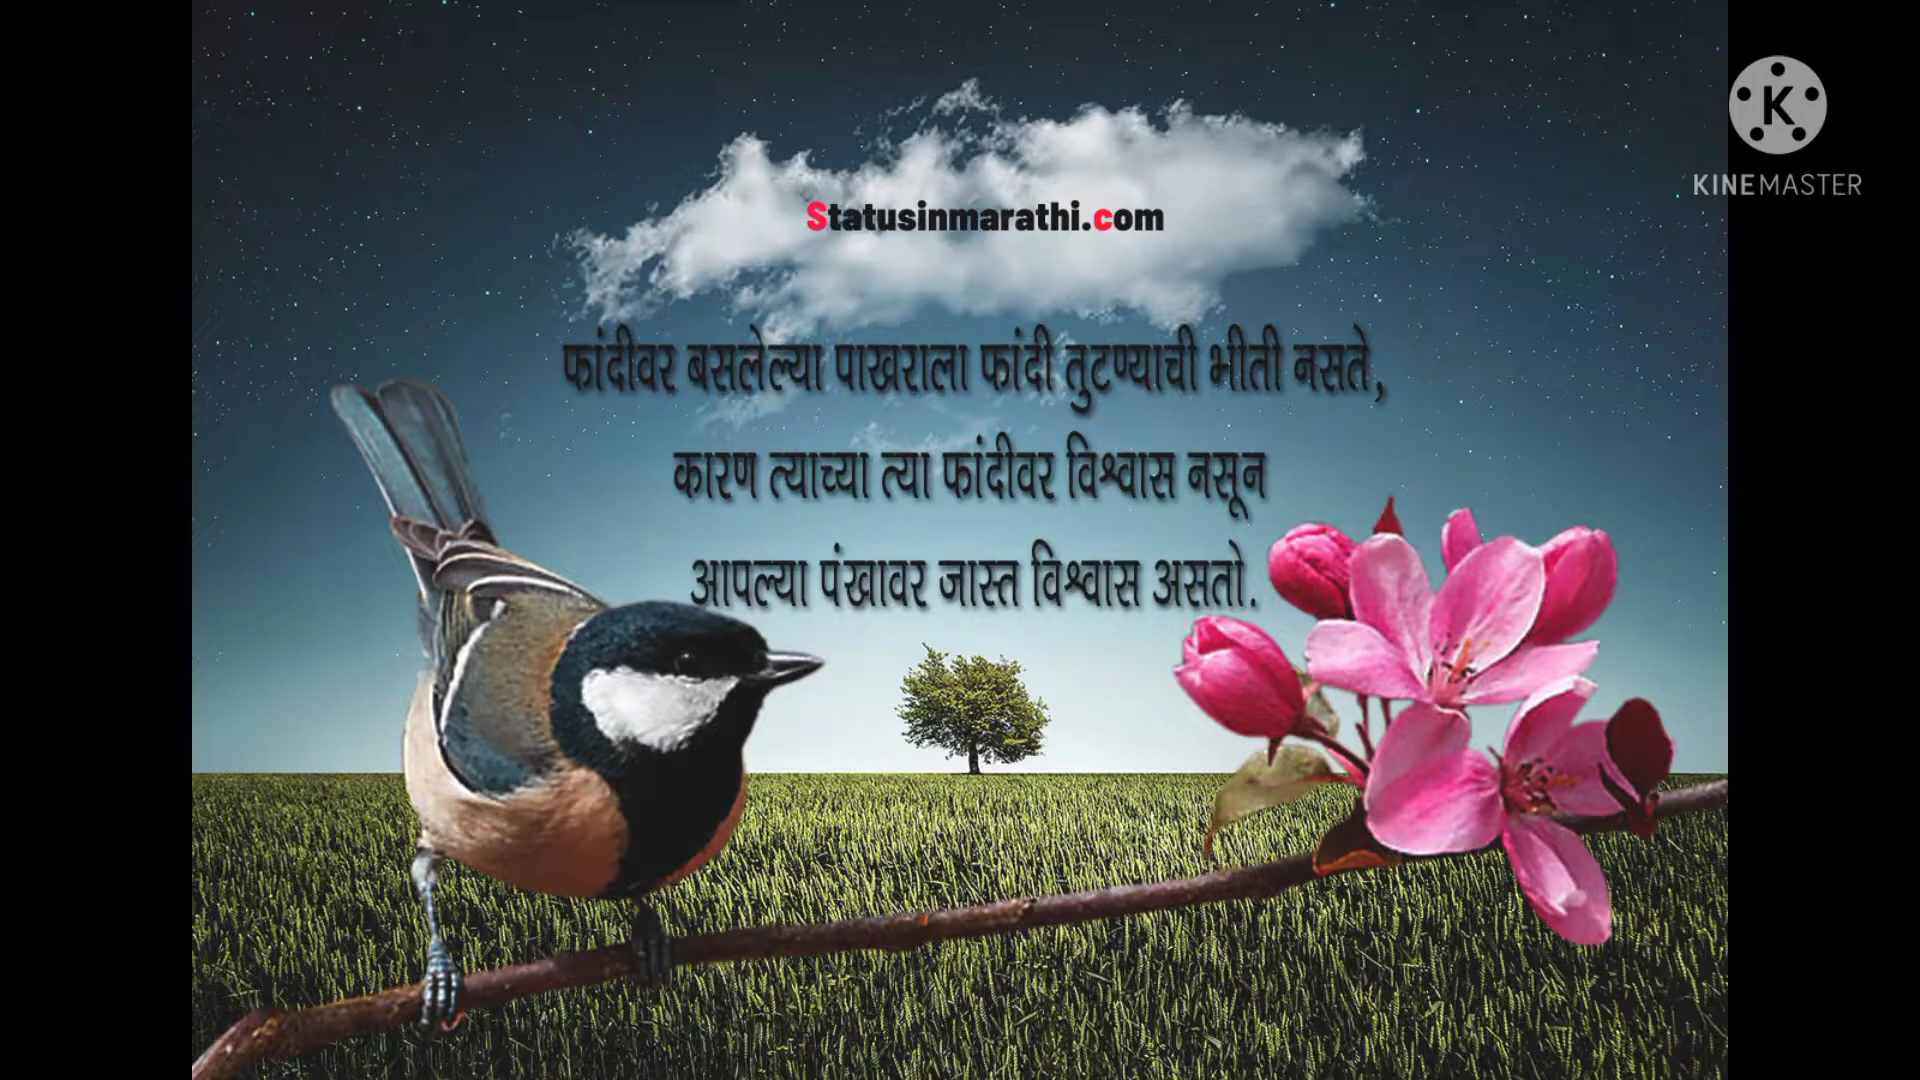 K
KINEMASTER
Statusinmarathi.com
फांदीवर बसलेल्या पाखराला फांदी तुटण्याची भीती नसते,
कारण त्याच्या त्या फांदीवर विश्वास नसून
आपल्या पंखावर जास्त विश्वास असतो.